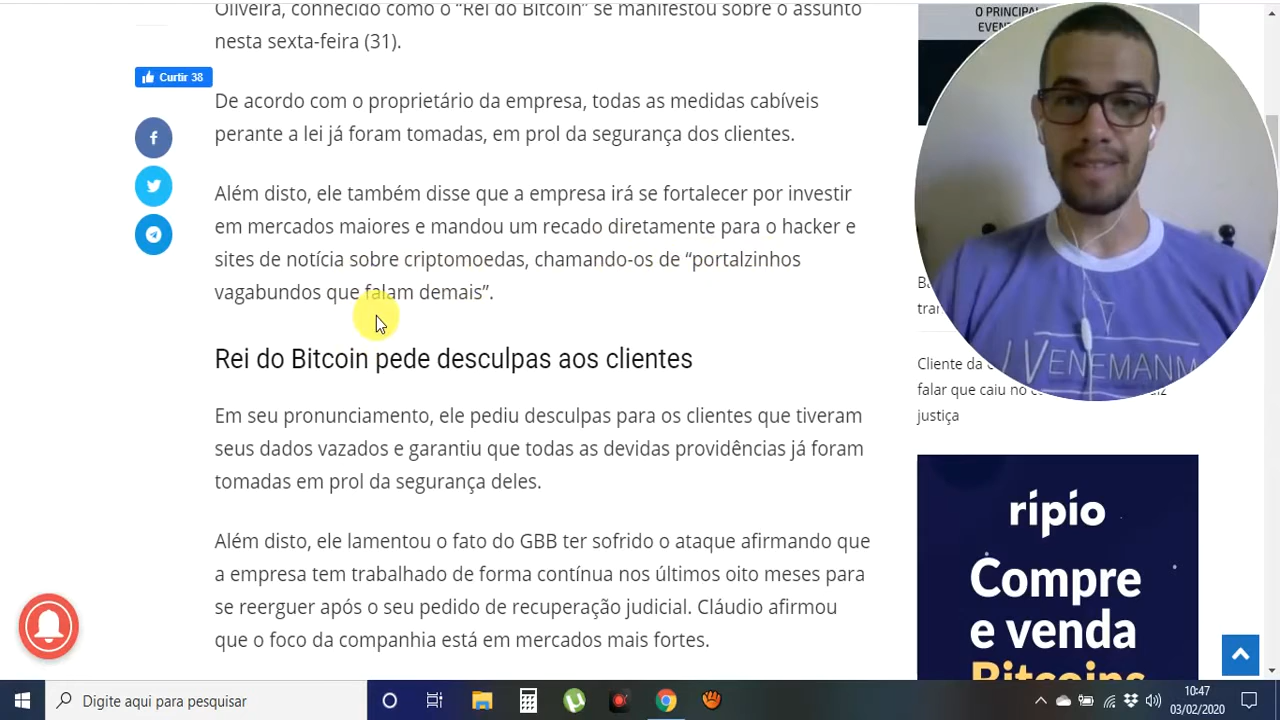 Oliveira, conhecido como o “Rei do Bitcoin” se manifestou sobre o assunto
nesta sexta-feira (31).
Curtir 38
De acordo com o proprietário da empresa, todas as medidas cabíveis
perante a lei já foram tomadas, em prol da segurança dos clientes.
Além disto, ele também disse que a empresa irá se fortalecer por investir
em mercados maiores e mandou um recado diretamente para o hacker e
sites de notícia sobre criptomoedas, chamando-os de “portalzinhos
vagabundos que falam demais”.
Rei do Bitcoin pede desculpas aos clientes
Em seu pronunciamento, ele pediu desculpas para os clientes que tiveram
seus dados vazados e garantiu que todas as devidas providências já foram
tomadas em prol da segurança deles.
Além disto, ele lamentou o fato do GBB ter sofrido o ataque afirmando que
a empresa tem trabalhado de forma contínua nos últimos oito meses para
se reerguer após o seu pedido de recuperação judicial. Cláudio afirmou
que o foco da companhia está em mercados mais fortes.
O
VENEMANM
Cliente da
falar que caiu no
justiça
ripio
Compre
e venda
Bitcoins
Digite aqui para pesquisar
10:47
03/02/2020